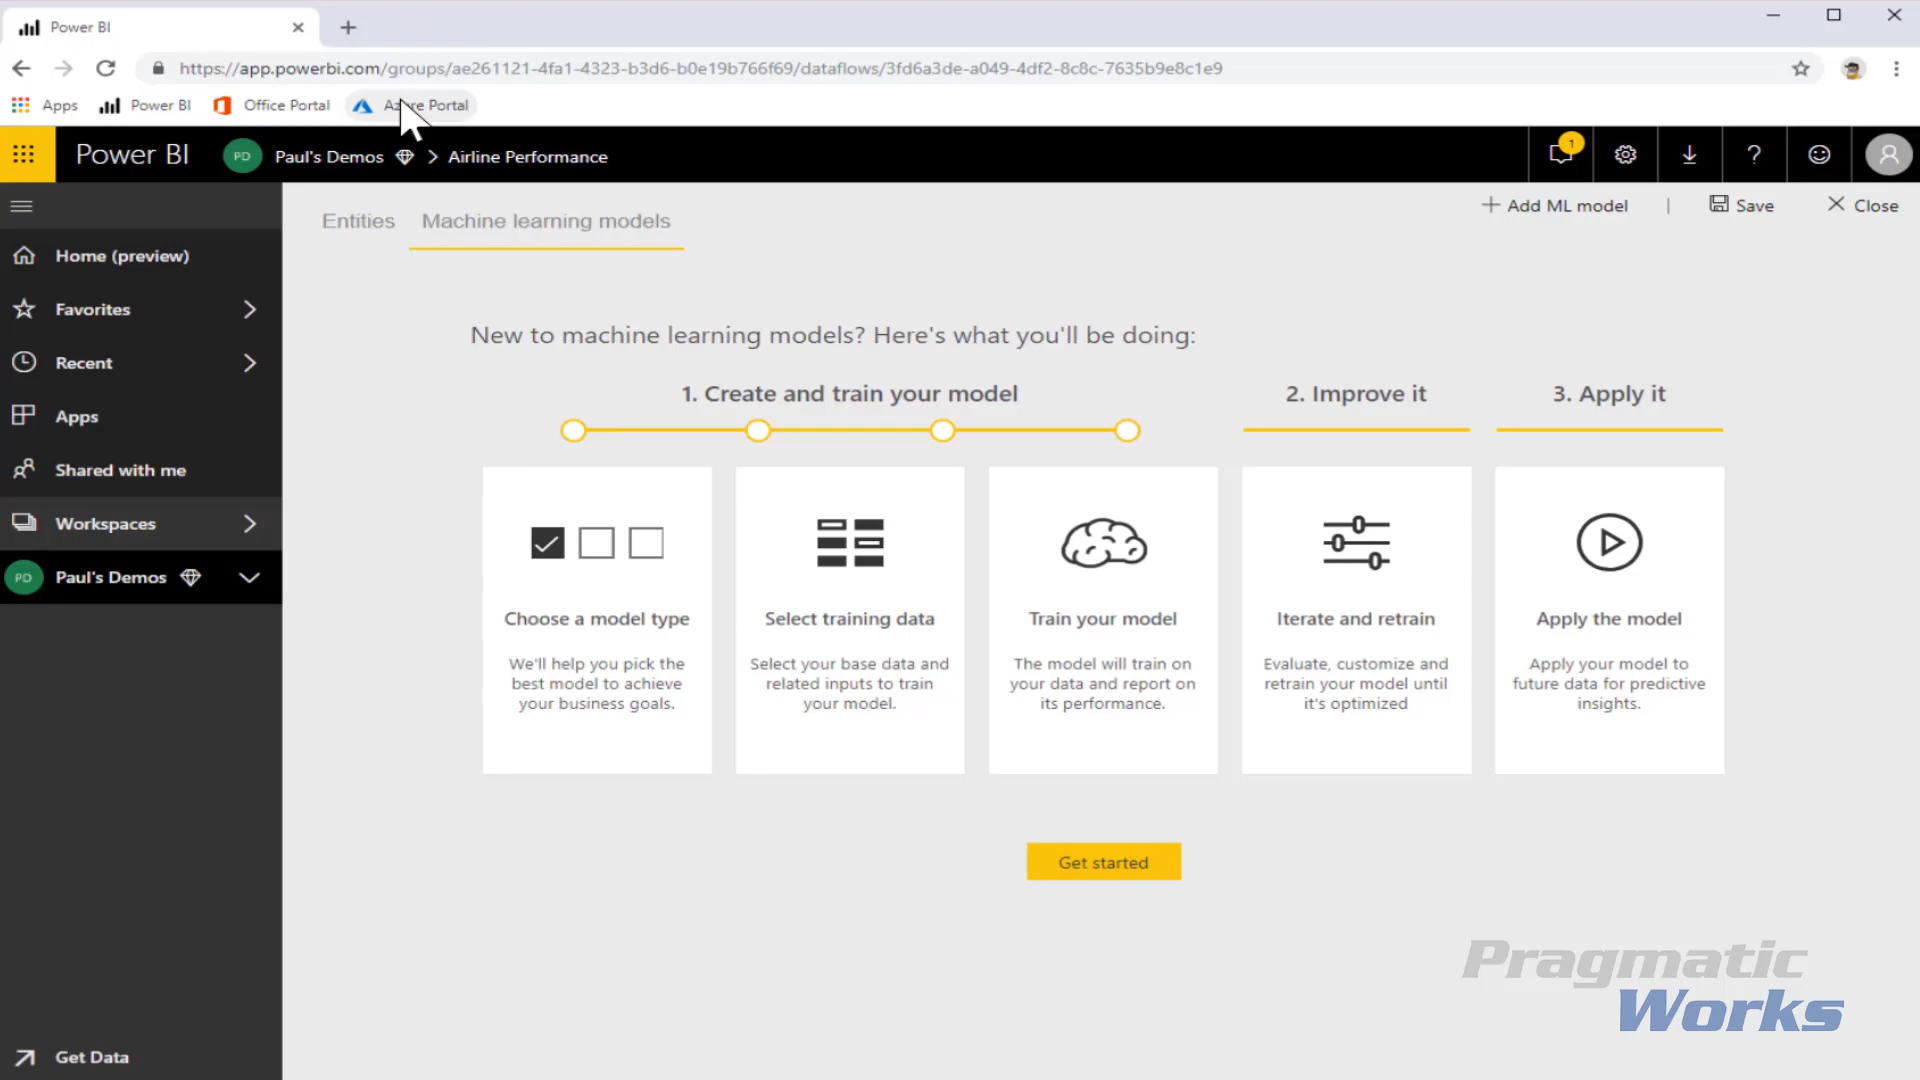 Power BI
https://app.powerbi.com/groups/ae261121-4fa1-4323-b3d6-b0e19b766f69/dataflows/3fd6a3de-a049-4df2-8c8c-7635b9e8c1e9
Apps Power BI Office Portal Azure Portal
Power BI PD Paul's Demos > Airline Performance 1 ?
Entities Machine learning models + Add ML model | Save Close
Home (preview)
Favorites
Recent
Apps
Shared with me
Workspaces
PD Paul's Demos
Get Data
New to machine learning models? Here's what you'll be doing:
1. Create and train your model
2. Improve it
3. Apply it
Choose a model type
We'll help you pick the
best model to achieve
your business goals.
Select training data
Select your base data and
related inputs to train
your model.
Train your model
The model will train on
your data and report on
its performance.
Iterate and retrain
Evaluate, customize and
retrain your model until
it's optimized
Apply the model
Apply your model to
future data for predictive
insights.
Get started
Pragmatic
Works